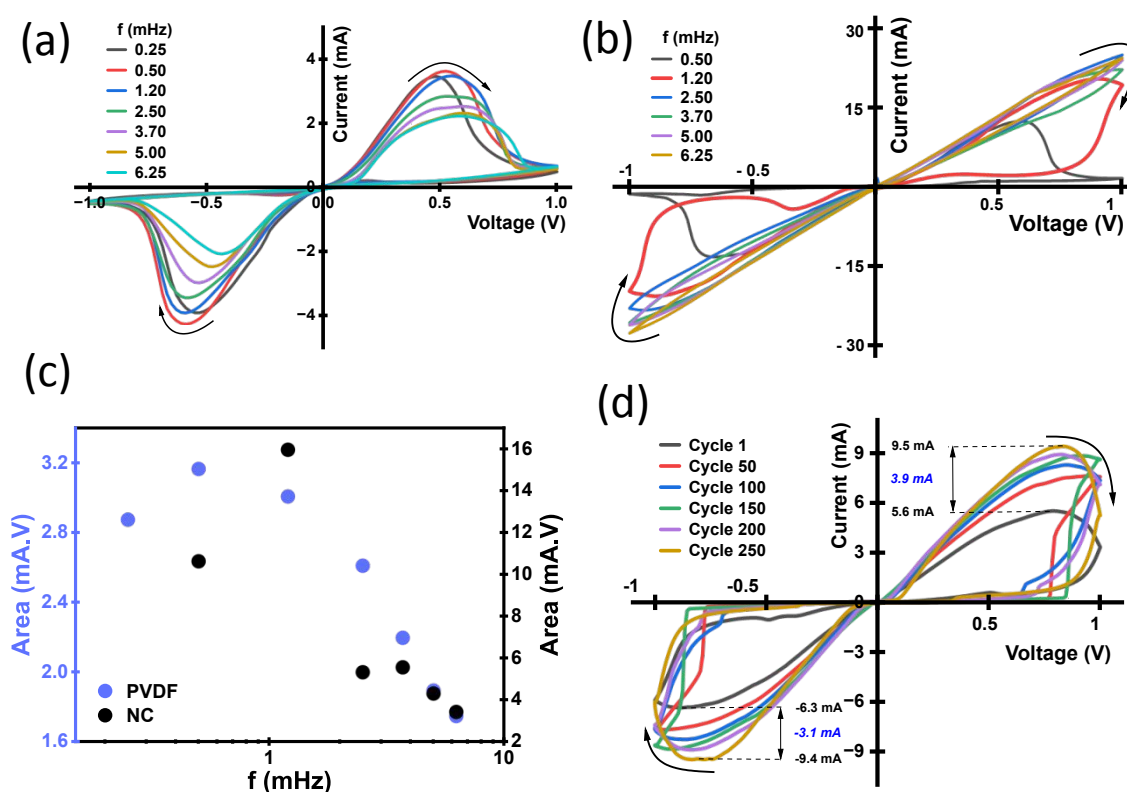 (a)
f (mHz)
0.25
0.50
1.20
2.50
3.70
5.00
6.25
Current (mA)
4
2
0
−2
−4
−1.0
−0.5
0.00
0.5
1.0
Voltage (V)
(b)
f (mHz)
0.50
1.20
2.50
3.70
5.00
6.25
Current (mA)
30
15
0
- 15
- 30
-1
-0.5
0.5
1
Voltage (V)
(c)
Area (mA.V)
3.2
2.8
2.4
2.0
1.6
PVDF
NC
1
10
f (mHz)
16
14
12
10
8
6
4
2
Area (mA.V)
(d)
Cycle 1
Cycle 50
Cycle 100
Cycle 150
Cycle 200
Cycle 250
Current (mA)
9
6
3
0
−3
−6
−9
-1
-0.5
0.5
1
Voltage (V)
9.5 mA
3.9 mA
5.6 mA
-6.3 mA
-3.1 mA
-9.4 mA